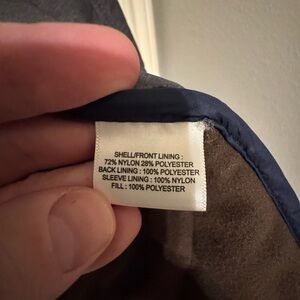 SHELL/FRONT LINING :
72% NYLON 28% POLYESTER
BACK LINING : 100% POLYESTER
SLEEVE LINING : 100% NYLON
FILL : 100% POLYESTER